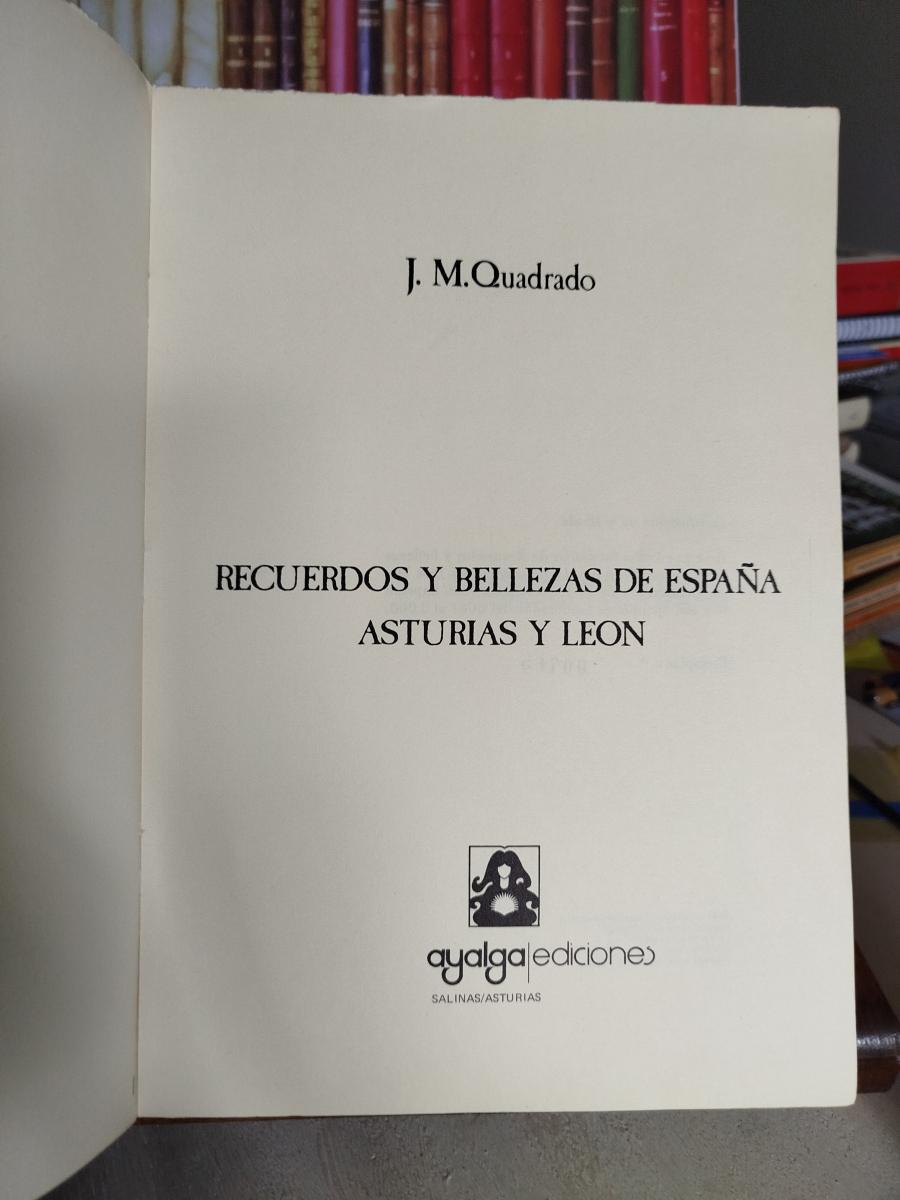 J. M. Quadrado
RECUERDOS Y BELLEZAS DE ESPAÑA
ASTURIAS Y LEON
ayalga|ediciones
SALINAS/ASTURIAS